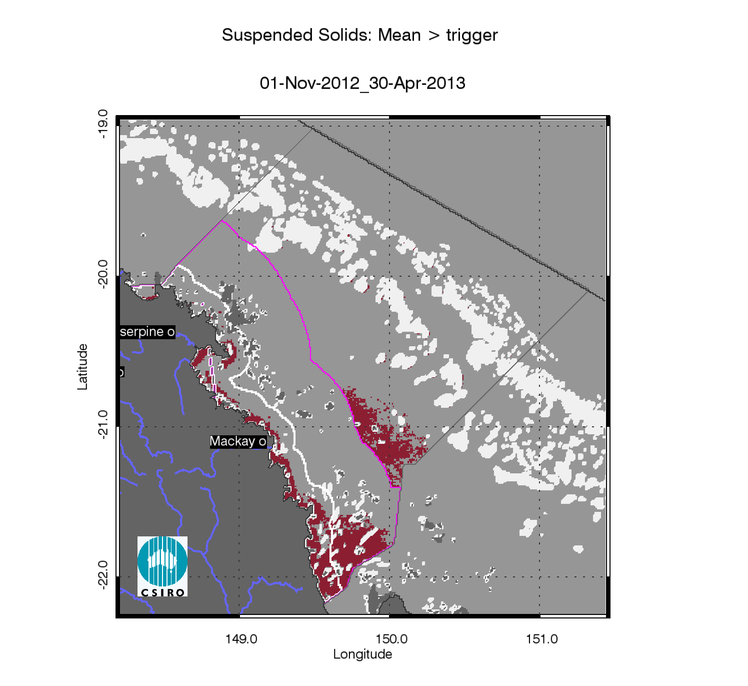 Suspended Solids: Mean > trigger
01-Nov-2012_30-Apr-2013
-19.0
-20.0
serpine o
Latitude
-21.0
Mackay o
-22.0
CSIRO
149.0 150.0 151.0
Longitude